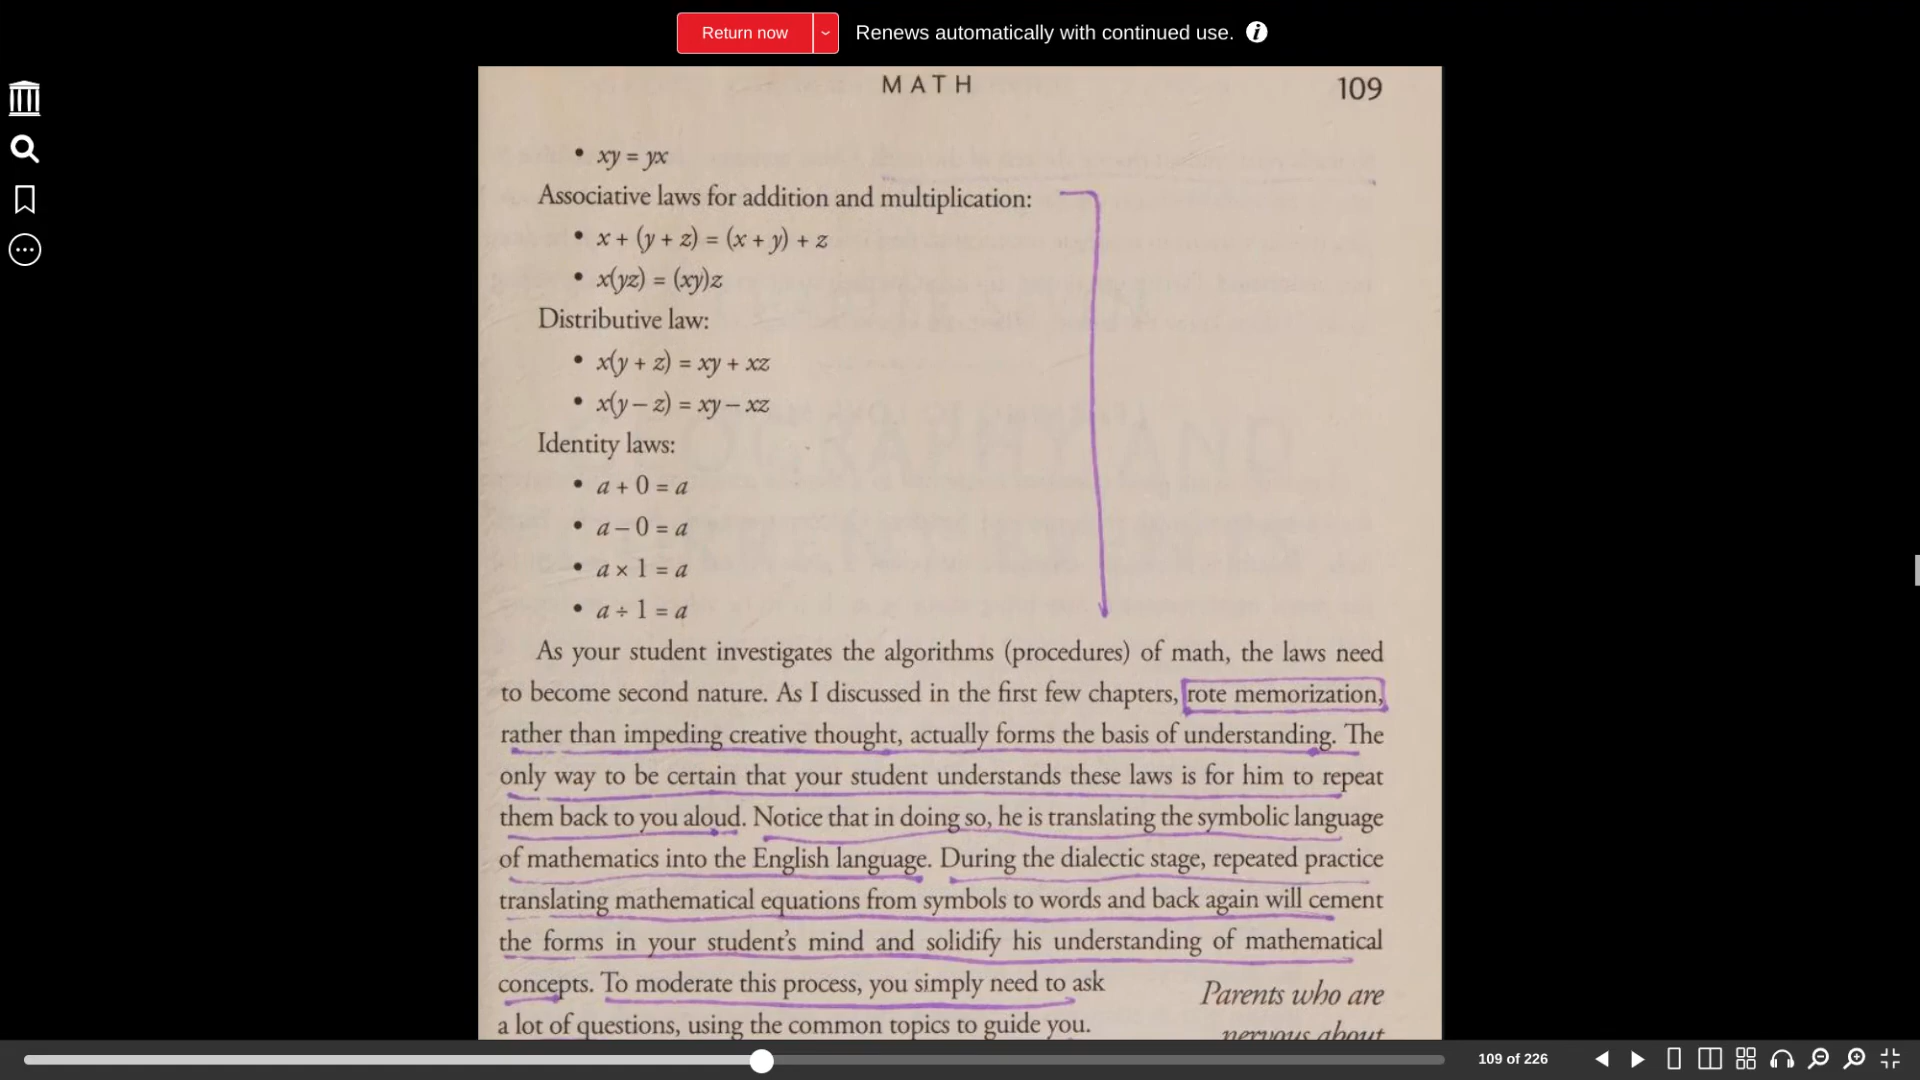 Return now
Renews automatically with continued use.
MATH 109
• xy = yx
Associative laws for addition and multiplication:
• x + (y + z) = (x + y) + z
• x(yz) = (xy)z
Distributive law:
• x(y + z) = xy + xz
• x(y – z) = xy – xz
Identity laws:
• a + 0 = a
• a – 0 = a
• a × 1 = a
• a ÷ 1 = a
As your student investigates the algorithms (procedures) of math, the laws need
to become second nature. As I discussed in the first few chapters, rote memorization,
rather than impeding creative thought, actually forms the basis of understanding. The
only way to be certain that your student understands these laws is for him to repeat
them back to you aloud. Notice that in doing so, he is translating the symbolic language
of mathematics into the English language. During the dialectic stage, repeated practice
translating mathematical equations from symbols to words and back again will cement
the forms in your student’s mind and solidify his understanding of mathematical
concepts. To moderate this process, you simply need to ask
a lot of questions, using the common topics to guide you.
Parents who are
nervous about
109 of 226